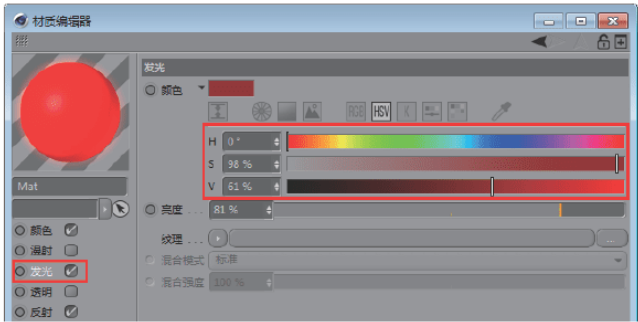 材质编辑器
发光
颜色
RGB HSV K
H 0°
S 98 %
V 61 %
Mat
亮度 . . . 81 %
颜色
纹理 . . . ...
漫射
混合模式 标准
发光
混合强度 100 %
透明
反射